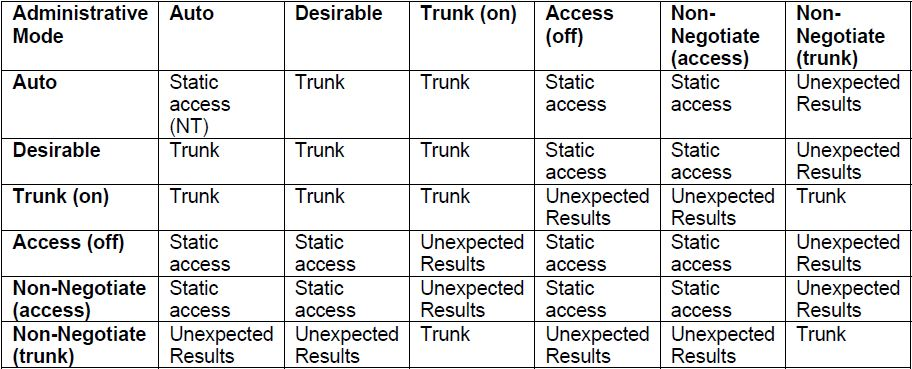 Administrative Mode | Auto | Desirable | Trunk (on) | Access (off) | Non-Negotiate (access) | Non-Negotiate (trunk)
Auto | Static access (NT) | Trunk | Trunk | Static access | Static access | Unexpected Results
Desirable | Trunk | Trunk | Trunk | Static access | Static access | Unexpected Results
Trunk (on) | Trunk | Trunk | Trunk | Unexpected Results | Unexpected Results | Trunk
Access (off) | Static access | Static access | Unexpected Results | Static access | Static access | Unexpected Results
Non-Negotiate (access) | Static access | Static access | Unexpected Results | Static access | Static access | Unexpected Results
Non-Negotiate (trunk) | Unexpected Results | Unexpected Results | Trunk | Unexpected Results | Unexpected Results | Trunk